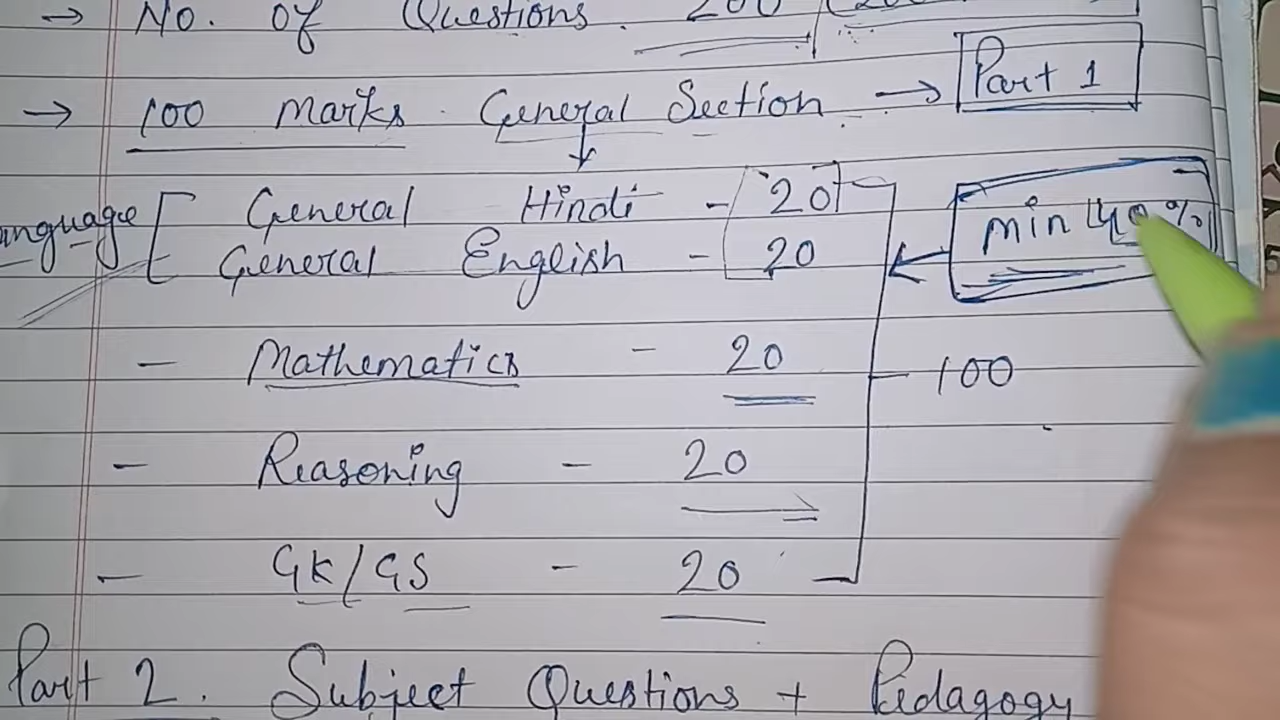 → No. of Questions. 200
→ 100 marks. General Section → Part 1
Language General Hindi - 20
General English - 20
min 40%
- Mathematics - 20
- 100
- Reasoning - 20
- GK/GS - 20
Part 2. Subject Questions + Pedagogy